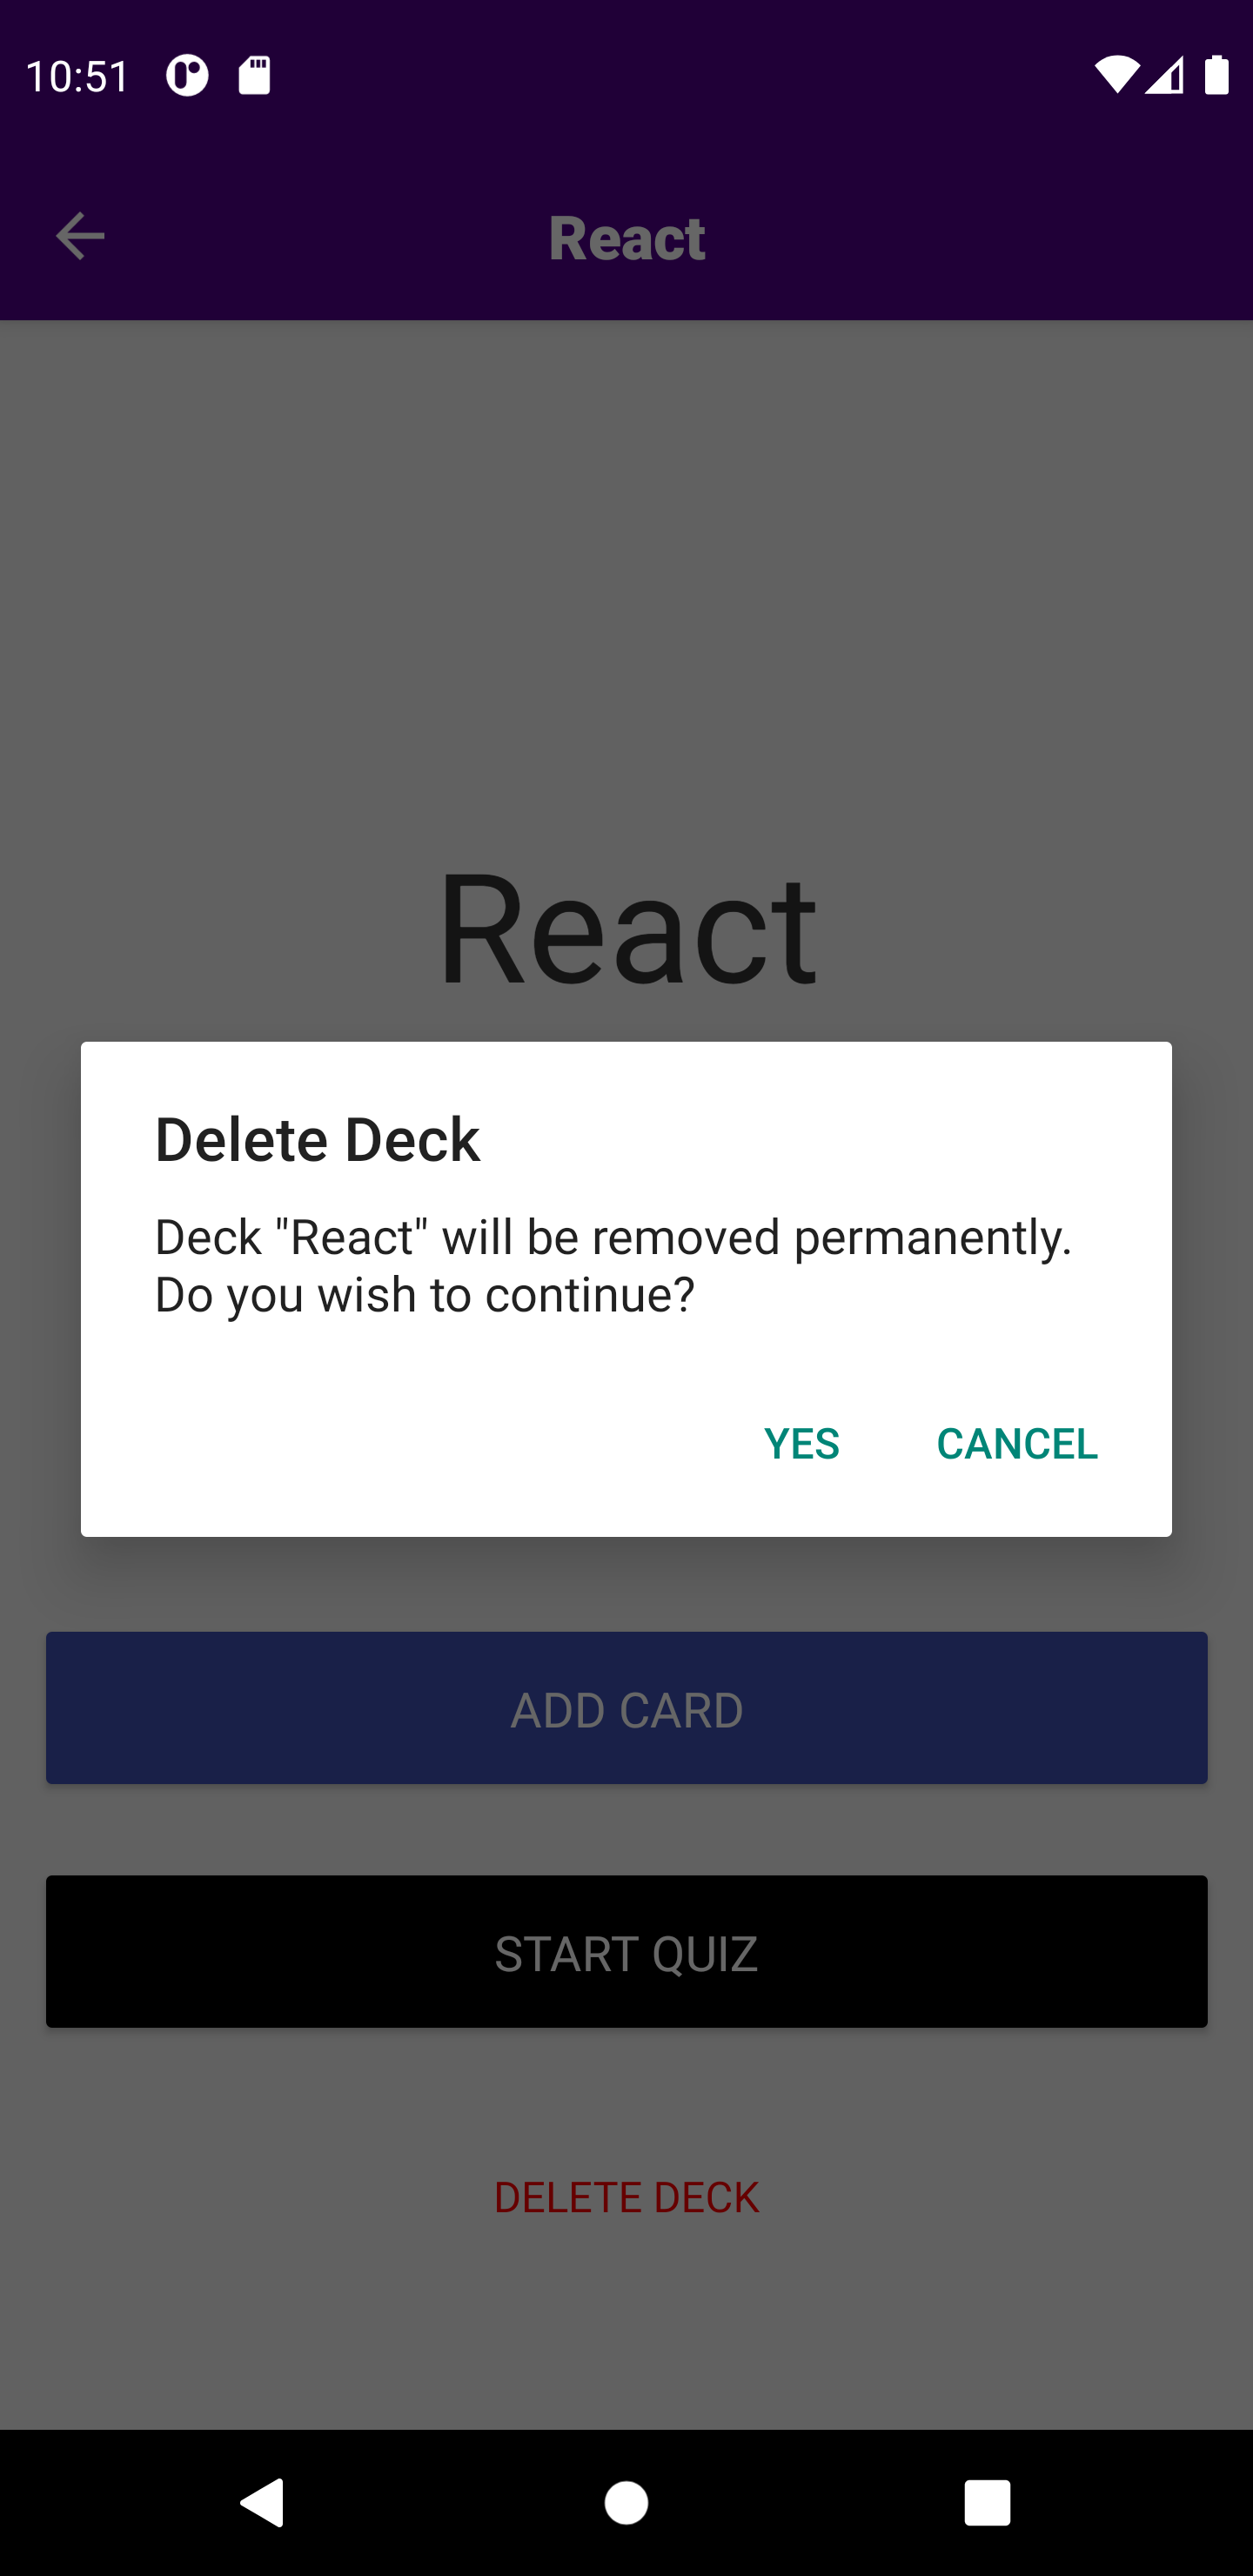 10:51
React
React
Delete Deck
Deck "React" will be removed permanently.
Do you wish to continue?
YES CANCEL
ADD CARD
START QUIZ
DELETE DECK